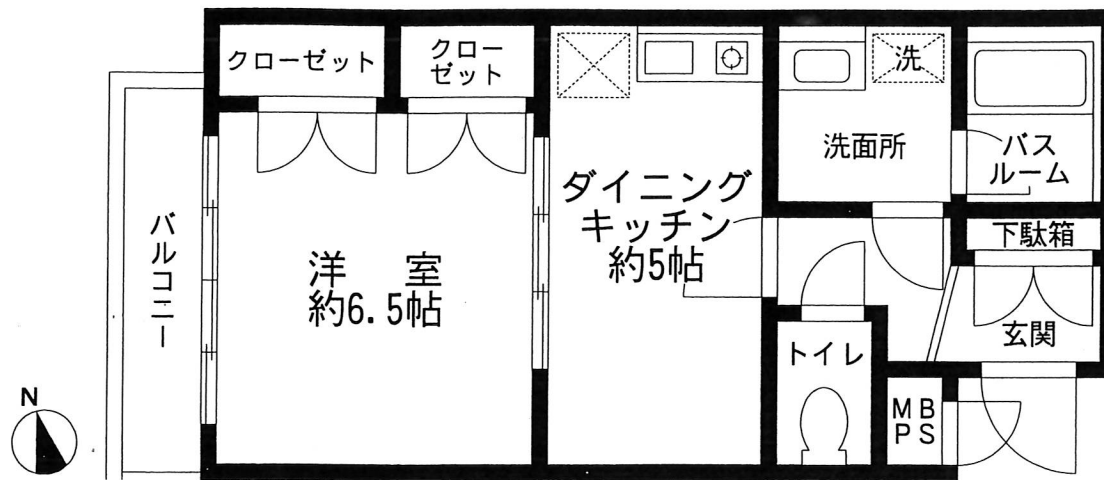 クローゼット
クロー
ゼット
洗
洗面所
バス
ルーム
ダイニング
キッチン
約5帖
バルコニー
洋 室
約6.5帖
下駄箱
玄関
トイレ
MB
PS
N